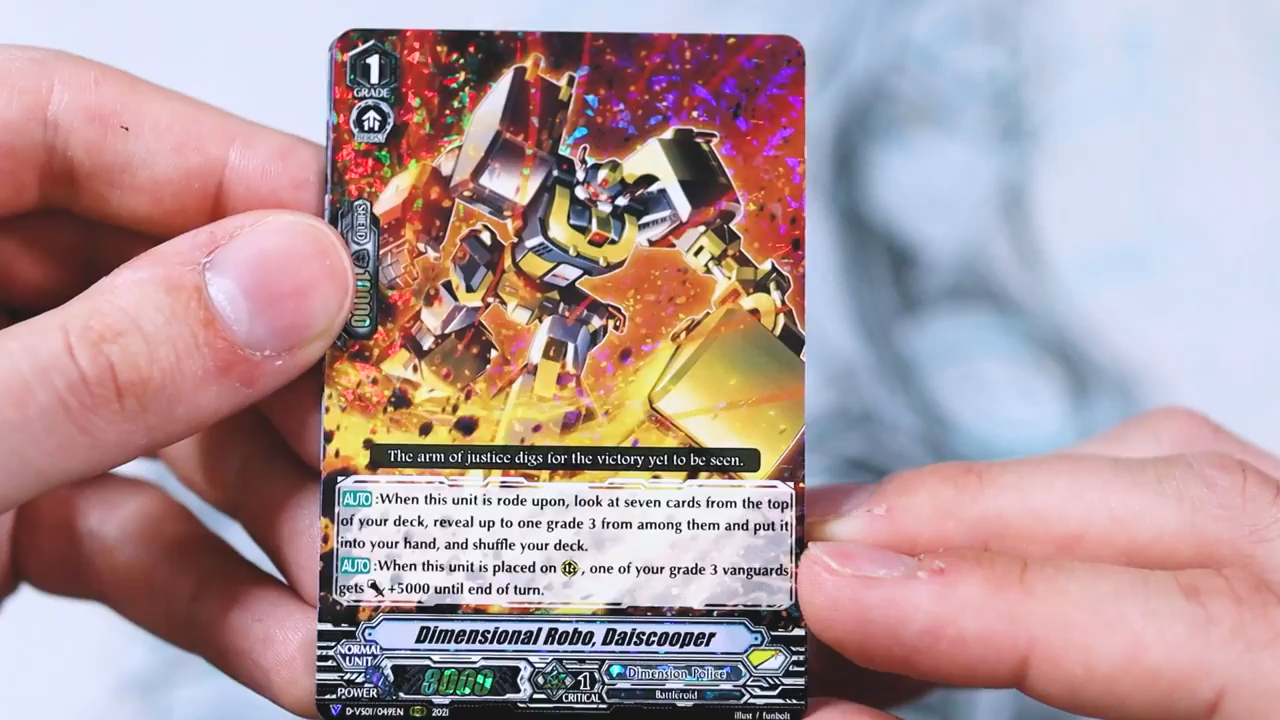 1
GRADE
BOOST
SHIELD
10000
The arm of justice digs for the victory yet to be seen.
AUTO:When this unit is rode upon, look at seven cards from the top
of your deck, reveal up to one grade 3 from among them and put it
into your hand, and shuffle your deck.
AUTO:When this unit is placed on , one of your grade 3 vanguards
gets +5000 until end of turn.
Dimensional Robo, Daiscooper
NORMAL
UNIT
POWER
8000
1
CRITICAL
Dimension Police
Battleroid
D-VS01/049EN
2021
illust / funbolt